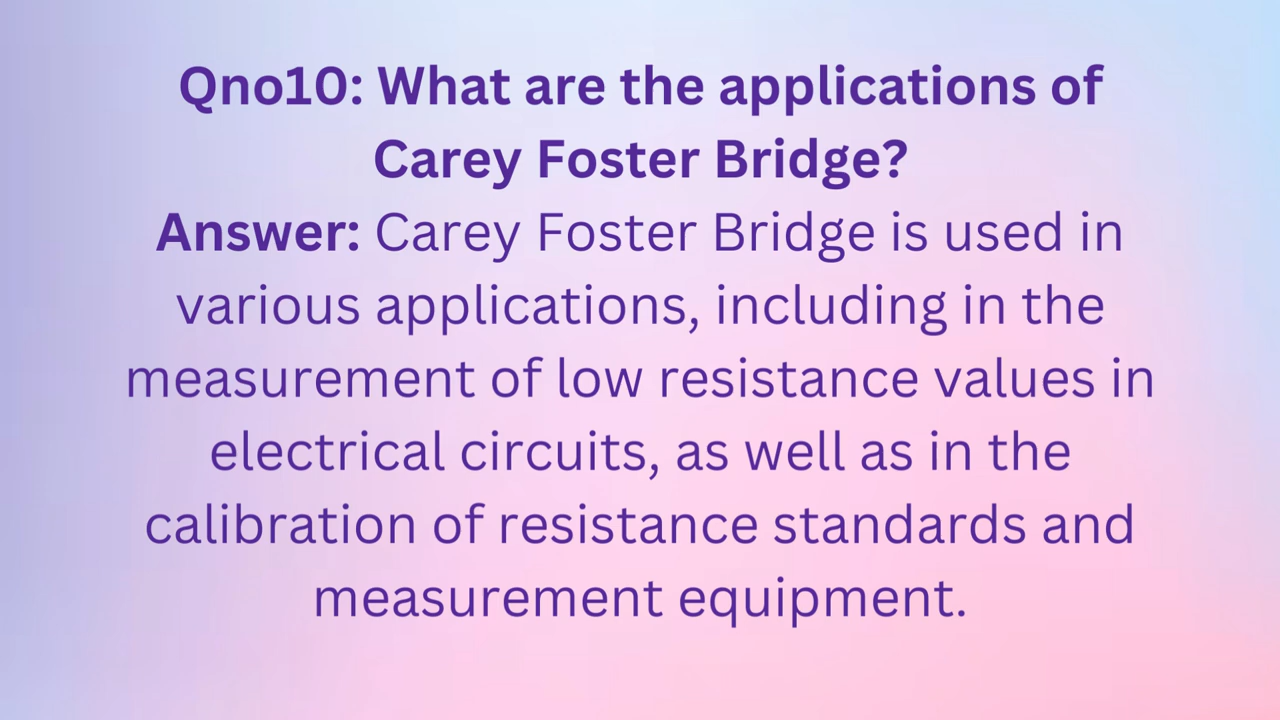 Qno10: What are the applications of
Carey Foster Bridge?
Answer: Carey Foster Bridge is used in
various applications, including in the
measurement of low resistance values in
electrical circuits, as well as in the
calibration of resistance standards and
measurement equipment.